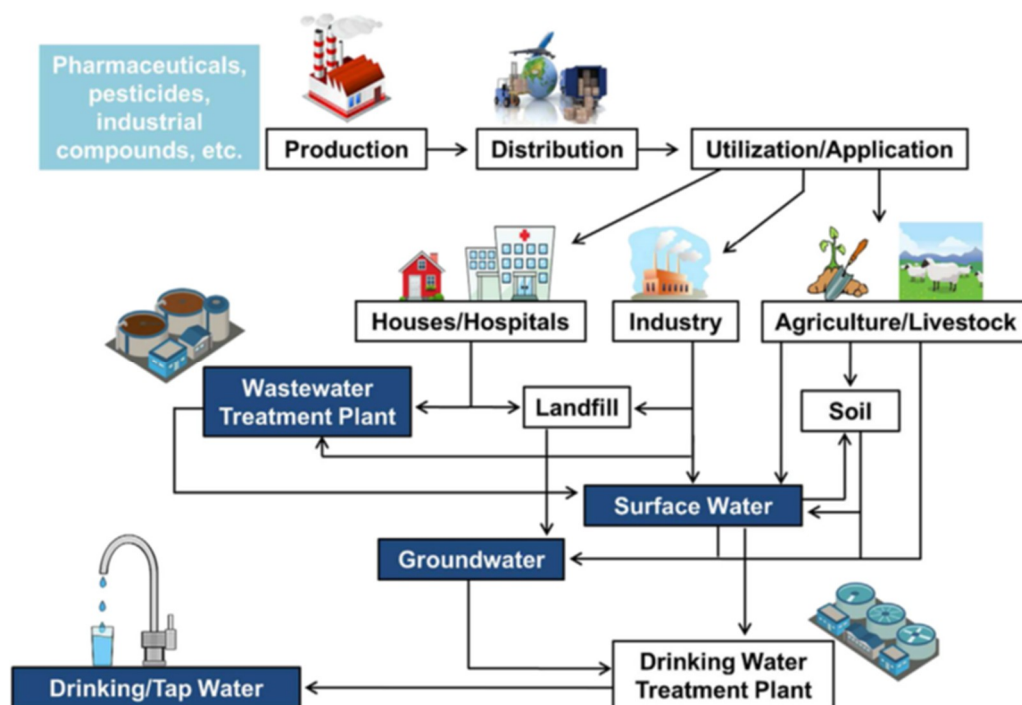 Pharmaceuticals,
pesticides,
industrial
compounds, etc.
Production
Distribution
Utilization/Application
Houses/Hospitals
Industry
Agriculture/Livestock
Wastewater
Treatment Plant
Landfill
Soil
Surface Water
Groundwater
Drinking/Tap Water
Drinking Water
Treatment Plant